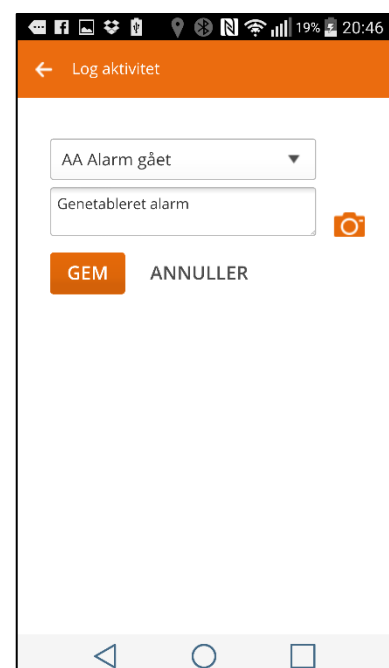 19% 20:46
Log aktivitet
AA Alarm gået
Genetableret alarm
GEM ANNULLER